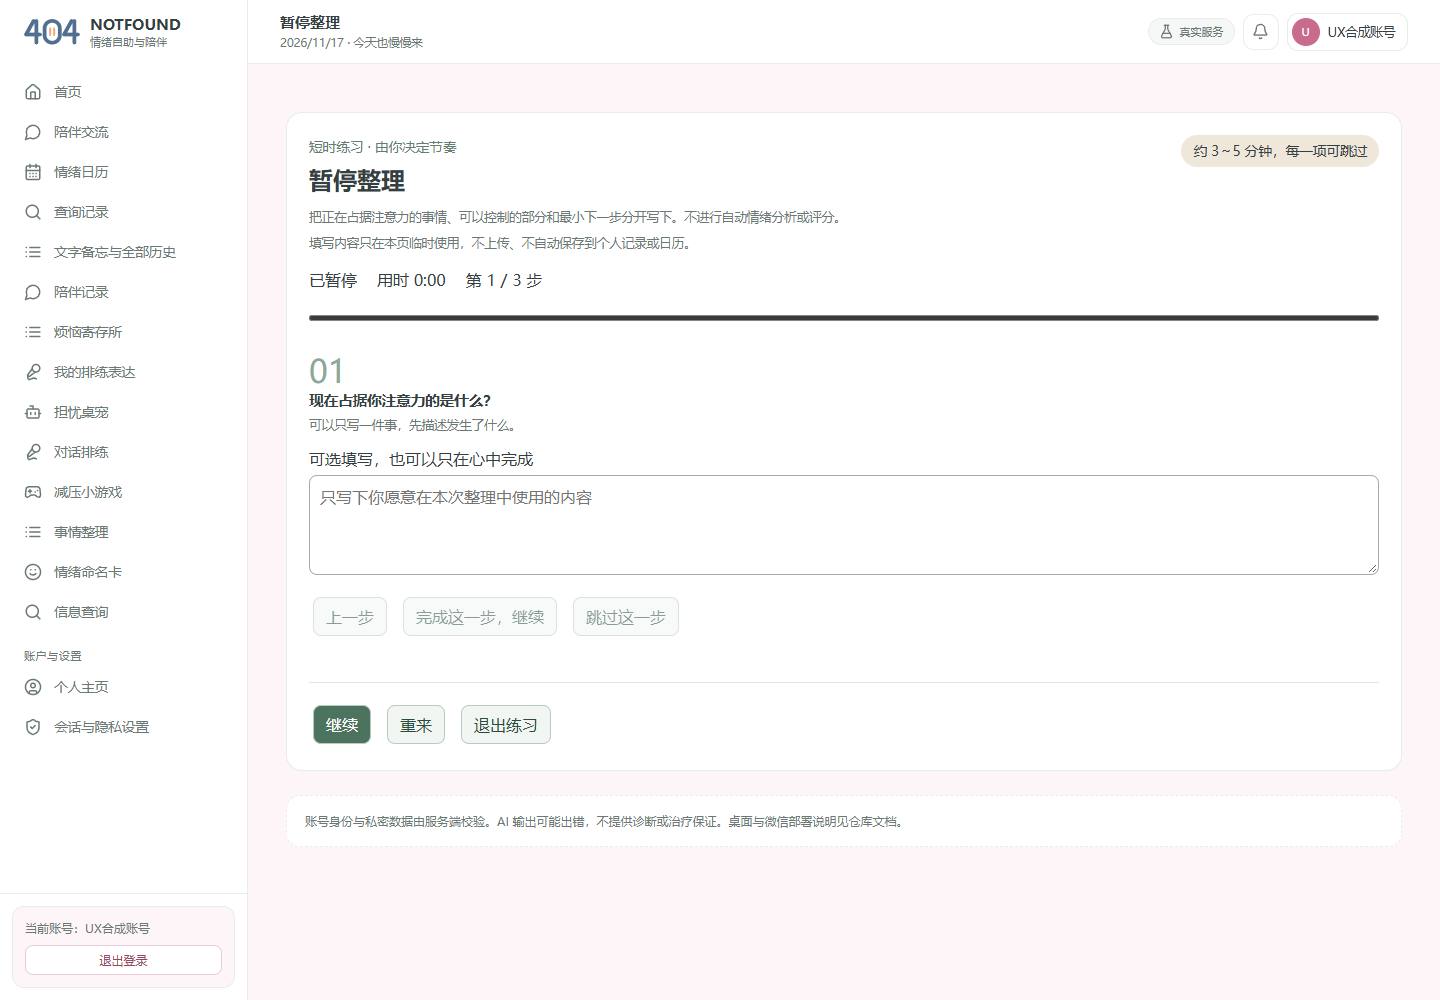 404 NOTFOUND
情绪自助与陪伴
首页
陪伴交流
情绪日历
查询记录
文字备忘与全部历史
陪伴记录
烦恼寄存所
我的排练表达
担忧桌宠
对话排练
减压小游戏
事情整理
情绪命名卡
信息查询
账户与设置
个人主页
会话与隐私设置
当前账号：UX合成账号
退出登录
暂停整理
2026/11/17 · 今天也慢慢来
真实服务
U
UX合成账号
短时练习 · 由你决定节奏
约 3～5 分钟，每一项可跳过
暂停整理
把正在占据注意力的事情、可以控制的部分和最小下一步分开写下。不进行自动情绪分析或评分。
填写内容只在本页临时使用，不上传、不自动保存到个人记录或日历。
已暂停 用时 0:00 第 1 / 3 步
01
现在占据你注意力的是什么？
可以只写一件事，先描述发生了什么。
可选填写，也可以只在心中完成
只写下你愿意在本次整理中使用的内容
上一步 完成这一步，继续 跳过这一步
继续 重来 退出练习
账号身份与私密数据由服务端校验。AI 输出可能出错，不提供诊断或治疗保证。桌面与微信部署说明见仓库文档。